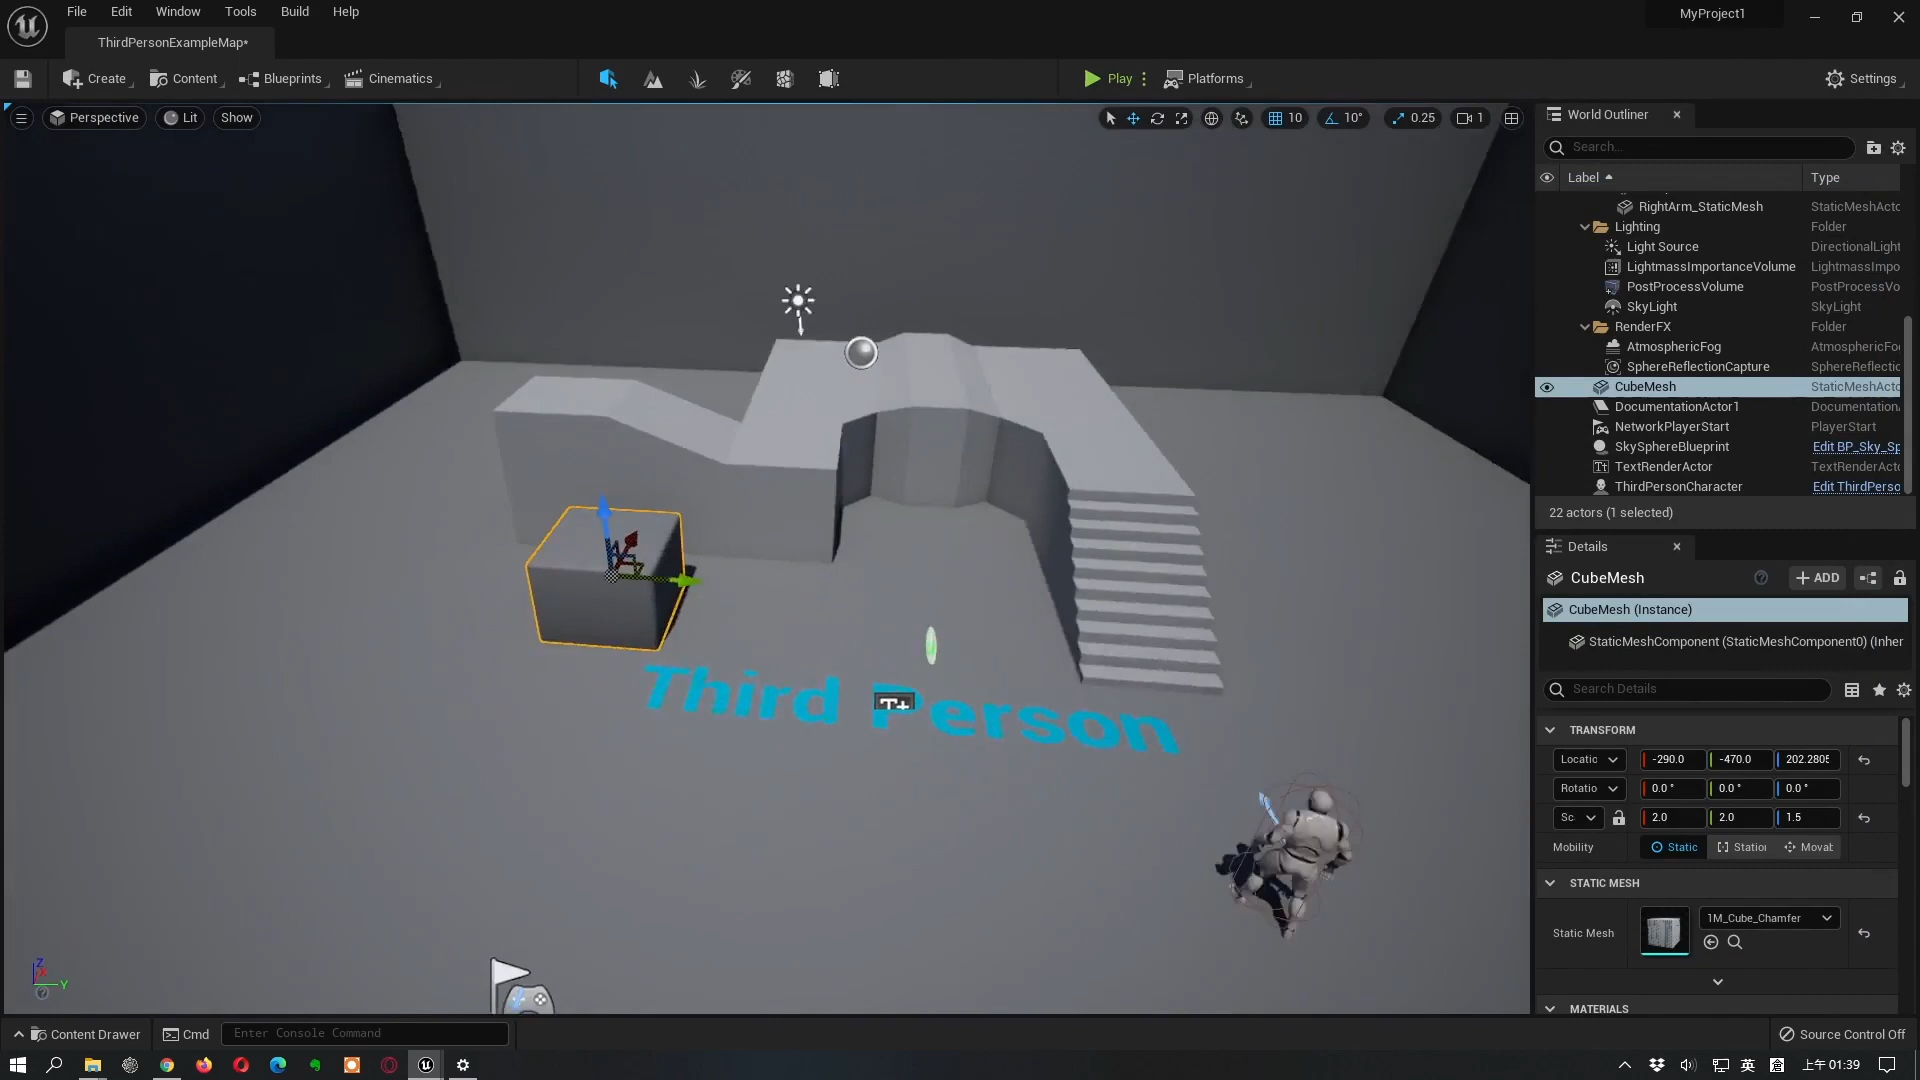 File Edit Window Tools Build Help
MyProject1
ThirdPersonExampleMap*
Create Content Blueprints Cinematics
Play Platforms
Settings
Perspective Lit Show
10 10° 0.25 1
World Outliner
Search...
Label Type
RightArm_StaticMesh StaticMeshActo
Lighting Folder
Light Source DirectionalLight
LightmassImportanceVolume LightmassImpo
PostProcessVolume PostProcessVo
SkyLight SkyLight
RenderFX Folder
AtmosphericFog AtmosphericFo
SphereReflectionCapture SphereReflectic
CubeMesh StaticMeshActo
DocumentationActor1 Documentation
NetworkPlayerStart PlayerStart
SkySphereBlueprint Edit BP_Sky_Sp
TextRenderActor TextRenderActo
ThirdPersonCharacter Edit ThirdPerso
22 actors (1 selected)
Details
CubeMesh
ADD
CubeMesh (Instance)
StaticMeshComponent (StaticMeshComponent0) (Inher
Search Details
TRANSFORM
Locatic -290.0 -470.0 202.2805
Rotatio 0.0 ° 0.0 ° 0.0 °
Sc 2.0 2.0 1.5
Mobility Static Station Movab
STATIC MESH
Static Mesh 1M_Cube_Chamfer
MATERIALS
Third Person
T+
Z
X
Y
Content Drawer Cmd Enter Console Command
Source Control Off
英 上午 01:39